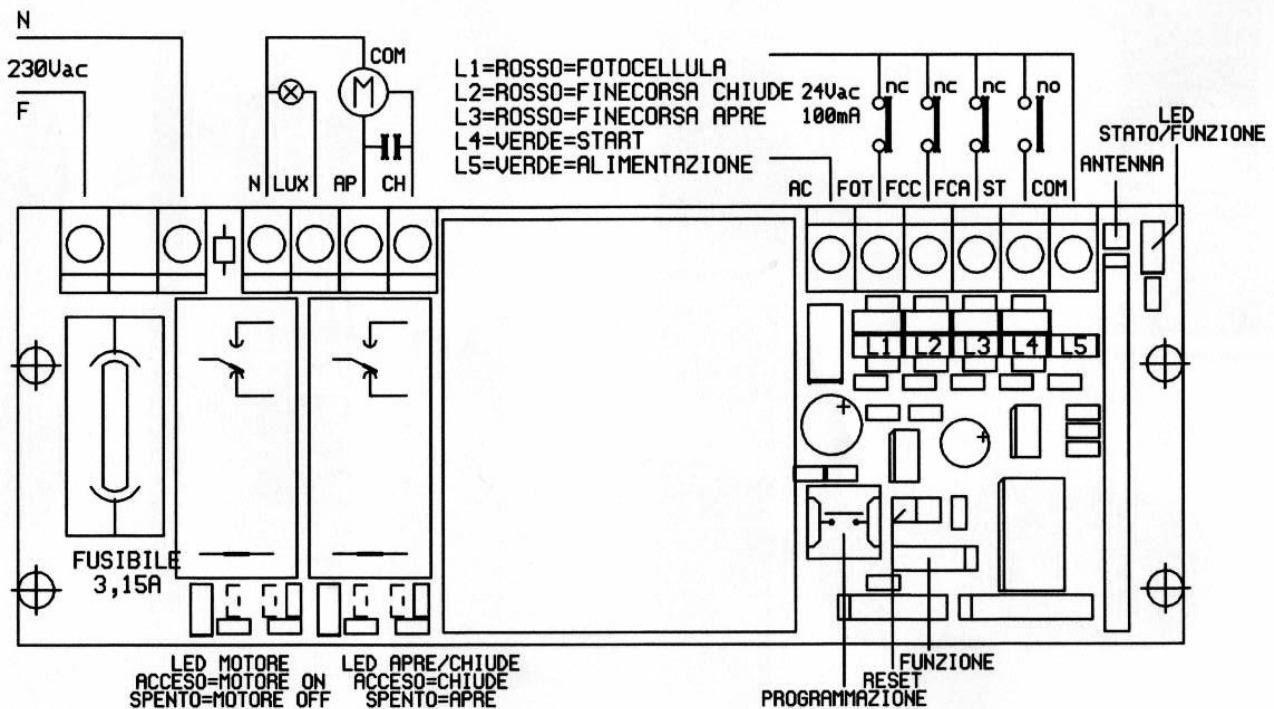 N
230Vac
F
COM
M
N LUX AP CH
L1=ROSSO=FOTOCELLULA
L2=ROSSO=FINECORSA CHIUDE
L3=ROSSO=FINECORSA APRE
L4=VERDE=START
L5=VERDE=ALIMENTAZIONE
24Vac
100mA
nc nc nc no
AC FOT FCC FCA ST COM
LED
STATO/FUNZIONE
ANTENNA
L1 L2 L3 L4 L5
+
+
FUSIBILE
3,15A
LED MOTORE
ACCESO=MOTORE ON
SPENTO=MOTORE OFF
LED APRE/CHIUDE
ACCESO=CHIUDE
SPENTO=APRE
FUNZIONE
RESET
PROGRAMMAZIONE